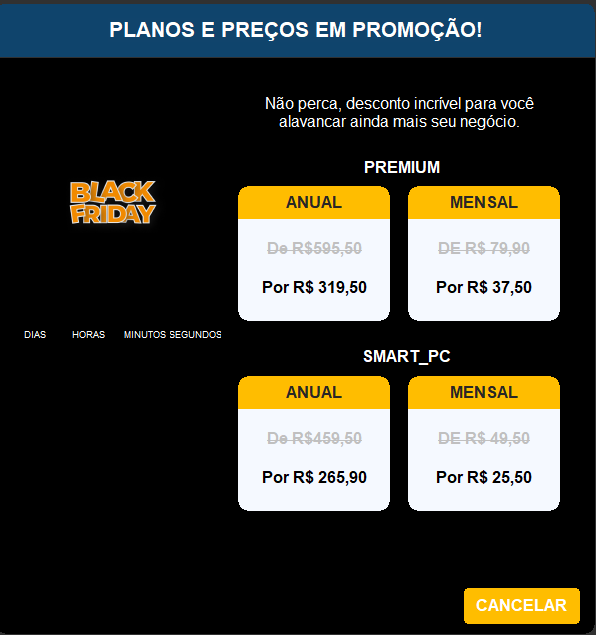 PLANOS E PREÇOS EM PROMOÇÃO!
Não perca, desconto incrível para você
alavancar ainda mais seu negócio.
BLACK
FRIDAY
DIAS HORAS MINUTOS SEGUNDOS
PREMIUM
ANUAL
De R$595,50
Por R$ 319,50
MENSAL
DE R$ 79,90
Por R$ 37,50
SMART_PC
ANUAL
De R$459,50
Por R$ 265,90
MENSAL
DE R$ 49,50
Por R$ 25,50
CANCELAR